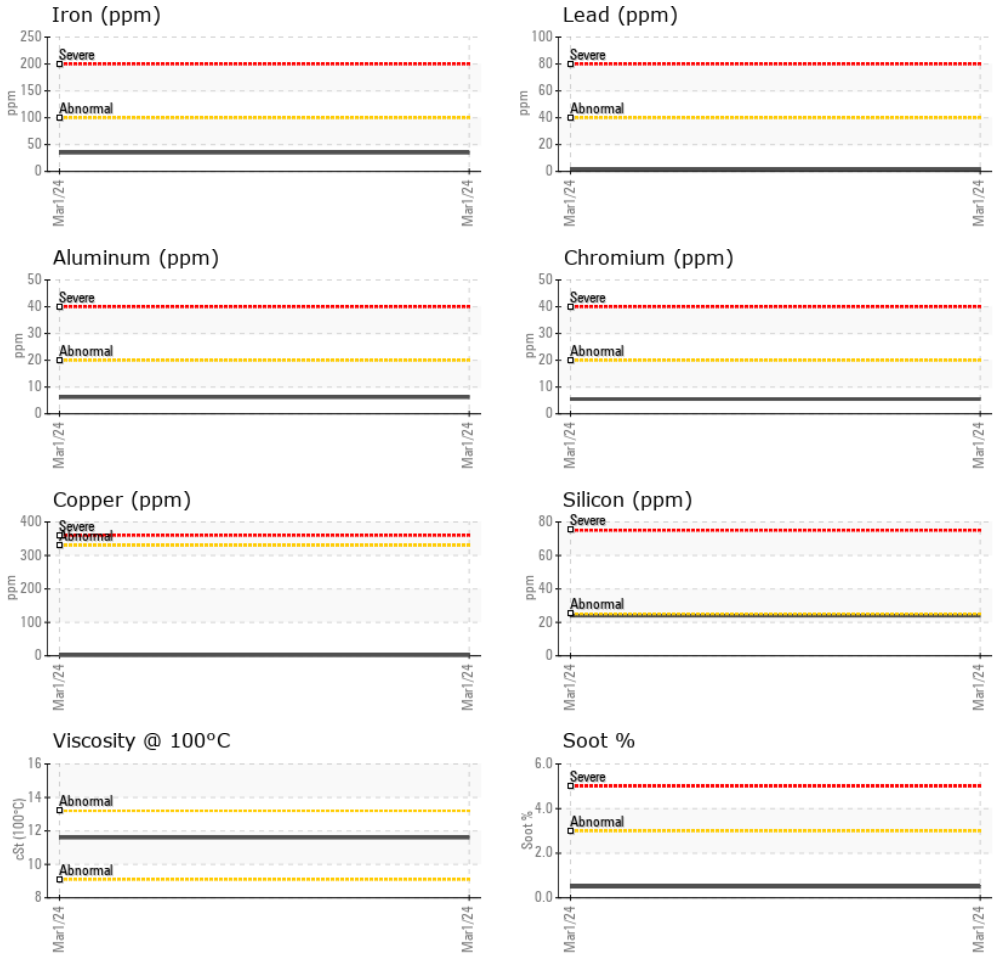 Iron (ppm)
250
200
150
100
50
0
ppm
Severe
Abnormal
Mar1/24
Mar1/24
Lead (ppm)
100
80
60
40
20
0
ppm
Severe
Abnormal
Mar1/24
Mar1/24
Aluminum (ppm)
50
40
30
20
10
0
ppm
Severe
Abnormal
Mar1/24
Mar1/24
Chromium (ppm)
50
40
30
20
10
0
ppm
Severe
Abnormal
Mar1/24
Mar1/24
Copper (ppm)
400
300
200
100
0
ppm
Severe
Abnormal
Mar1/24
Mar1/24
Silicon (ppm)
80
60
40
20
0
ppm
Severe
Abnormal
Mar1/24
Mar1/24
Viscosity @ 100°C
16
14
12
10
8
cSt (100°C)
Abnormal
Abnormal
Mar1/24
Mar1/24
Soot %
6.0
4.0
2.0
0.0
Soot %
Severe
Abnormal
Mar1/24
Mar1/24